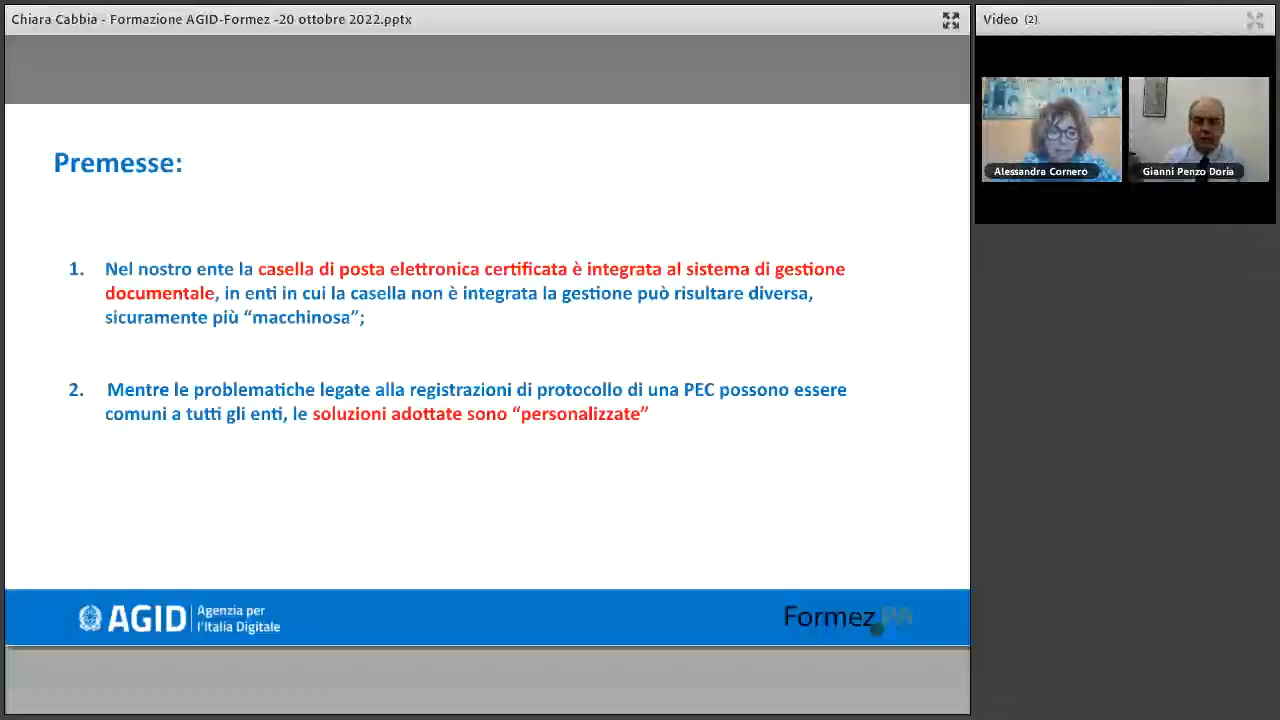 Chiara Cabbia - Formazione AGID-Formez -20 ottobre 2022.pptx
Video (2)
Alessandra Cornero
Gianni Penzo Doria
Premesse:
1. Nel nostro ente la casella di posta elettronica certificata è integrata al sistema di gestione
documentale, in enti in cui la casella non è integrata la gestione può risultare diversa,
sicuramente più “macchinosa”;
2. Mentre le problematiche legate alla registrazioni di protocollo di una PEC possono essere
comuni a tutti gli enti, le soluzioni adottate sono “personalizzate”
AGID
Agenzia per
l'Italia Digitale
Formez PA